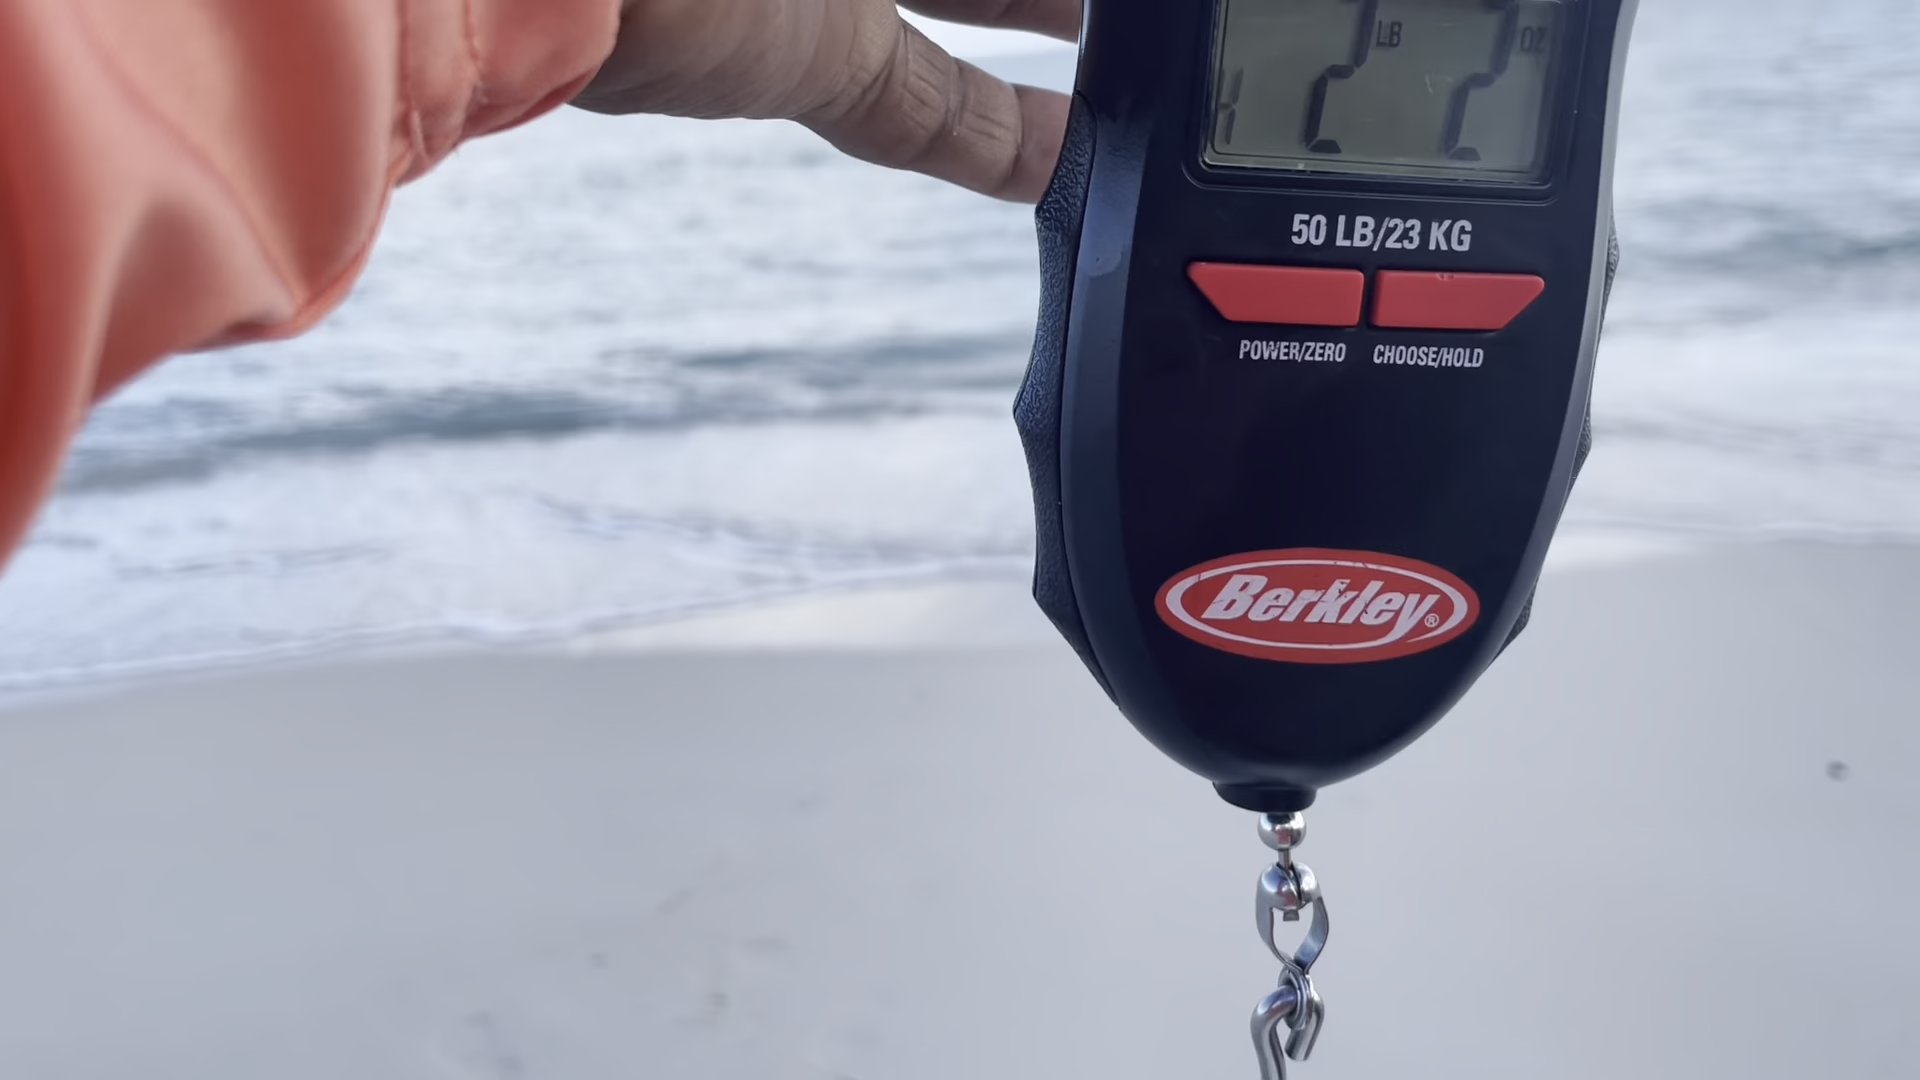 LB OZ
2 2
50 LB/23 KG
POWER/ZERO CHOOSE/HOLD
Berkley®